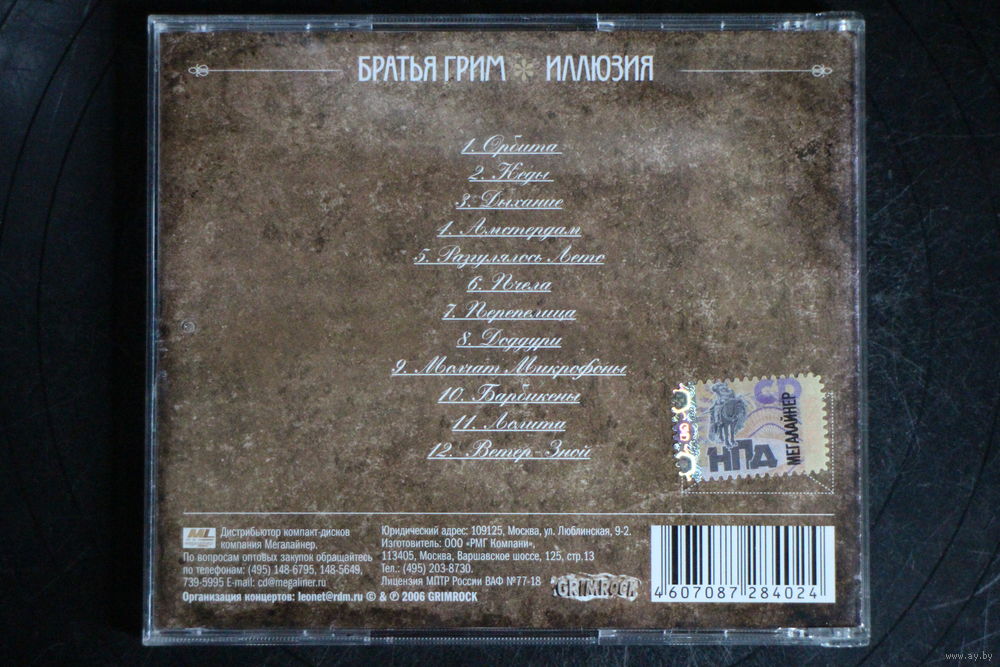 БРАТЬЯ ГРИМ ИЛЛЮЗИЯ
1. Орбита
2. Кеды
3. Дыхание
4. Амстердам
5. Разгулялось Лето
6. Пчела
7. Перепелица
8. Доддури
9. Молчат Микрофоны
10. Барбикены
11. Лолита
12. Ветер-Зной
CD
МЕГАЛАЙНЕР
НПА
Дистрибьютор компакт-дисков
компания Мегалайнер.
По вопросам оптовых закупок обращайтесь
по телефонам: (495) 148-6795, 148-5649,
739-5995 E-mail: cd@megaliner.ru
Организация концертов: leonet@rdm.ru © & ℗ 2006 GRIMROCK
Юридический адрес: 109125, Москва, ул. Люблинская, 9-2.
Изготовитель: ООО «РМГ Компани»,
113405, Москва, Варшавское шоссе, 125, стр.13
Тел.: (495) 203-8730.
Лицензия МПТР России ВАФ №77-18
GRIMROCK
4 607087 284024
www.ay.by